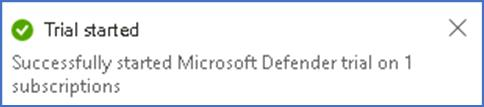 Trial started
Successfully started Microsoft Defender trial on 1
subscriptions